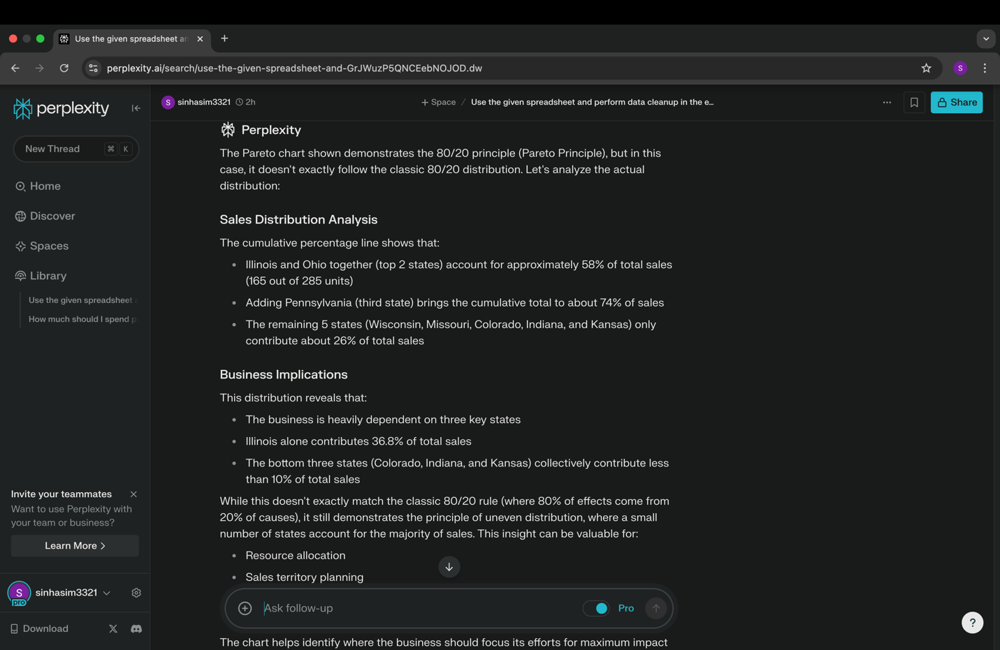 Use the given spreadsheet an
perplexity.ai/search/use-the-given-spreadsheet-and-GrJWuzP5QNCEebNOJOD.dw
S
perplexity
S sinhasim3321 2h
+ Space / Use the given spreadsheet and perform data cleanup in the e...
Share
New Thread ⌘ K
Home
Discover
Spaces
Library
Use the given spreadsheet a
How much should I spend p
Invite your teammates
Want to use Perplexity with
your team or business?
Learn More >
S
pro
sinhasim3321
Download
Perplexity
The Pareto chart shown demonstrates the 80/20 principle (Pareto Principle), but in this
case, it doesn't exactly follow the classic 80/20 distribution. Let's analyze the actual
distribution:
Sales Distribution Analysis
The cumulative percentage line shows that:
• Illinois and Ohio together (top 2 states) account for approximately 58% of total sales
(165 out of 285 units)
• Adding Pennsylvania (third state) brings the cumulative total to about 74% of sales
• The remaining 5 states (Wisconsin, Missouri, Colorado, Indiana, and Kansas) only
contribute about 26% of total sales
Business Implications
This distribution reveals that:
• The business is heavily dependent on three key states
• Illinois alone contributes 36.8% of total sales
• The bottom three states (Colorado, Indiana, and Kansas) collectively contribute less
than 10% of total sales
While this doesn't exactly match the classic 80/20 rule (where 80% of effects come from
20% of causes), it still demonstrates the principle of uneven distribution, where a small
number of states account for the majority of sales. This insight can be valuable for:
• Resource allocation
• Sales territory planning
Ask follow-up
Pro
The chart helps identify where the business should focus its efforts for maximum impact
?